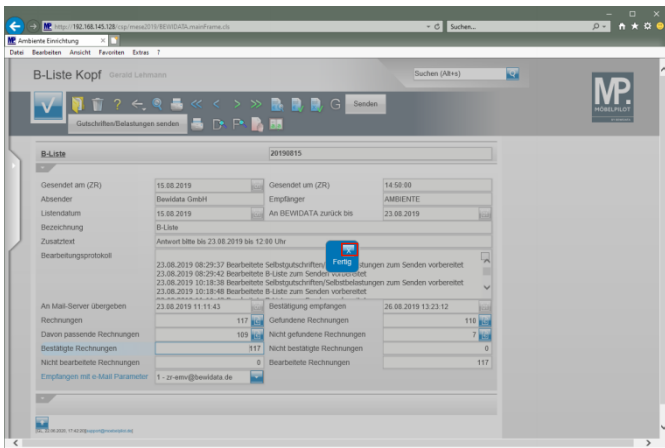 http://192.168.145.128/csp/mase2019/BEWIDATA.mainFrame.cls
Suchen...
MP Ambiente Einrichtung
Datei Bearbeiten Ansicht Favoriten Extras ?
B-Liste Kopf Gerold Lehmann
Suchen (Alt+s)
MP.
MÖBELPILOT
Senden
Gutschriften/Belastungen senden
B-Liste 20190815
Gesendet am (ZR) 15.08.2019 Gesendet um (ZR) 14:50:00
Absender Bewidata GmbH Empfänger AMBIENTE
Listendatum 15.08.2019 An BEWIDATA zurück bis 23.08.2019
Bezeichnung B-Liste
Zusatztext Antwort bitte bis 23.08.2019 bis 12:00 Uhr
Bearbeitungsprotokoll
23.08.2019 08:29:37 Bearbeitete Selbstgutschriften/ stungen zum Senden vorbereitet
Fertig
23.08.2019 08:29:42 Bearbeitete B-Liste zum Senden vorbereitet
23.08.2019 10:18:38 Bearbeitete Selbstgutschriften/Selbstbelastungen zum Senden vorbereitet
23.08.2019 10:18:48 Bearbeitete B-Liste zum Senden vorbereitet
An Mail-Server übergeben 23.08.2019 11:11:43 Bestätigung empfangen 26.08.2019 13:23:12
Rechnungen 117 Gefundene Rechnungen 110
Davon passende Rechnungen 109 Nicht gefundene Rechnungen 7
Bestätigte Rechnungen 117 Nicht bestätigte Rechnungen 0
Nicht bearbeitete Rechnungen 0 Bearbeitete Rechnungen 117
Empfangen mit e-Mail Parameter 1 - zr-emv@bewidata.de